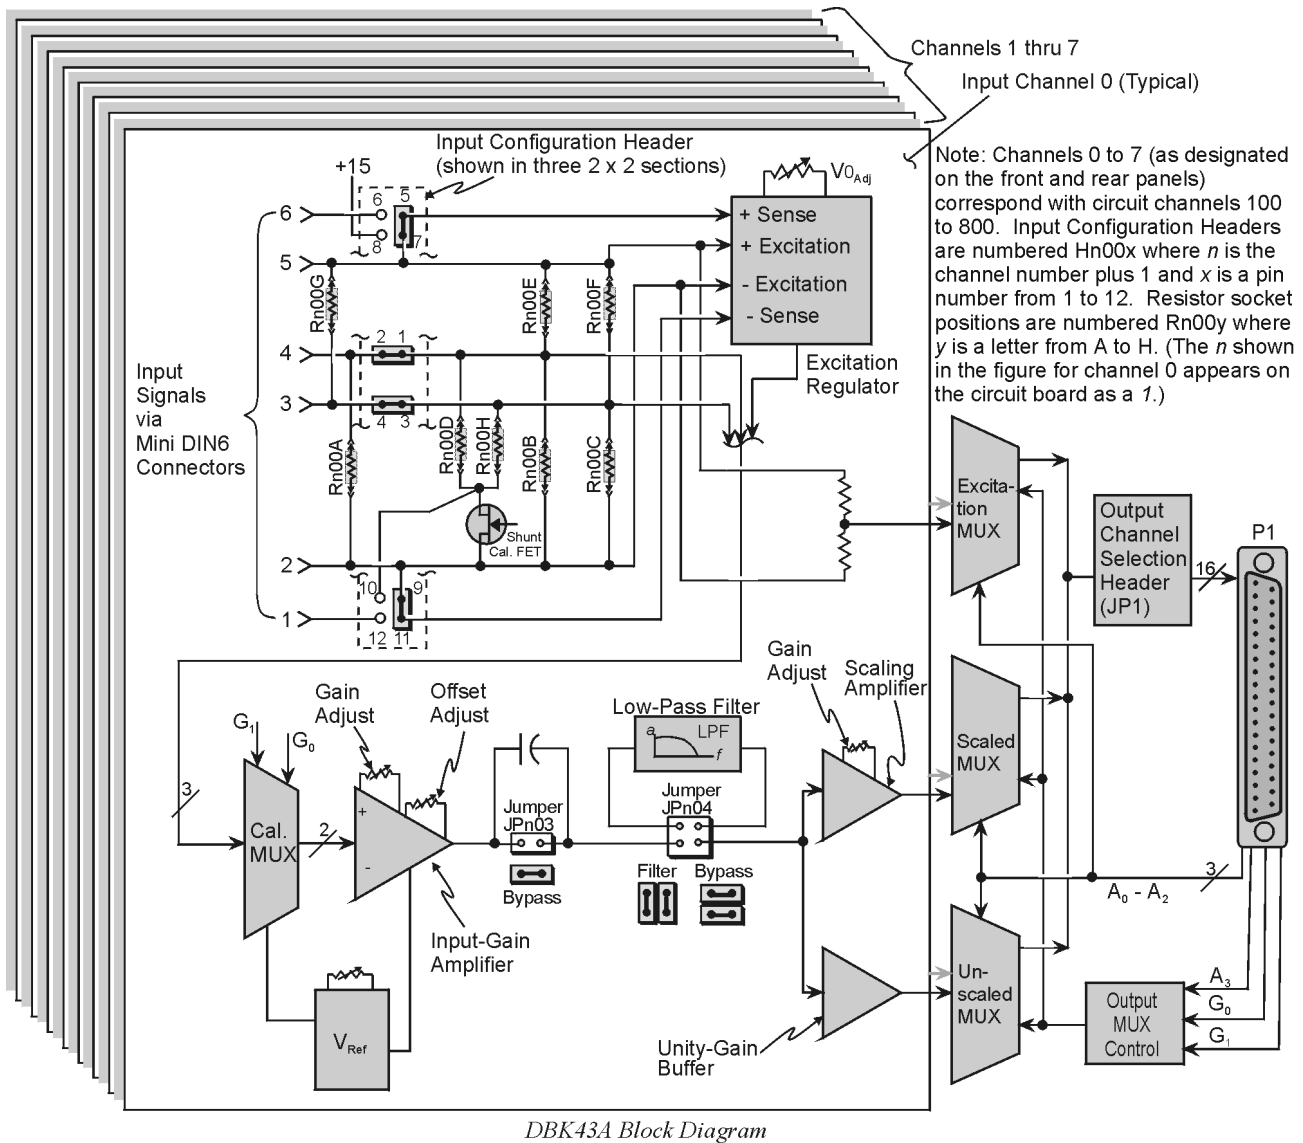 Channels 1 thru 7
Input Channel 0 (Typical)
Input Configuration Header
(shown in three 2 x 2 sections)
+15
V0Adj
Note: Channels 0 to 7 (as designated
on the front and rear panels)
correspond with circuit channels 100
to 800. Input Configuration Headers
are numbered Hn00x where n is the
channel number plus 1 and x is a pin
number from 1 to 12. Resistor socket
positions are numbered Rn00y where
y is a letter from A to H. (The n shown
in the figure for channel 0 appears on
the circuit board as a 1.)
6
6
5
8
7
+ Sense
+ Excitation
- Excitation
- Sense
5
Rn00G
Rn00E
Rn00F
4
2 1
Excitation
Regulator
Input
Signals
via
Mini DIN6
Connectors
3
4 3
Rn00A
Rn00D
Rn00H
Rn00B
Rn00C
Shunt
Cal. FET
2
10
9
1
12
11
Excita-
tion
MUX
Output
Channel
Selection
Header
(JP1)
16
P1
Gain
Adjust
Offset
Adjust
G1
G0
Low-Pass Filter
a
LPF
f
Gain
Adjust
Scaling
Amplifier
Scaled
MUX
3
Cal.
MUX
2
+
-
Jumper
JPn03
Bypass
Jumper
JPn04
Filter
Bypass
3
A0 - A2
Input-Gain
Amplifier
VRef
Unity-Gain
Buffer
Un-
scaled
MUX
Output
MUX
Control
A3
G0
G1
DBK43A Block Diagram